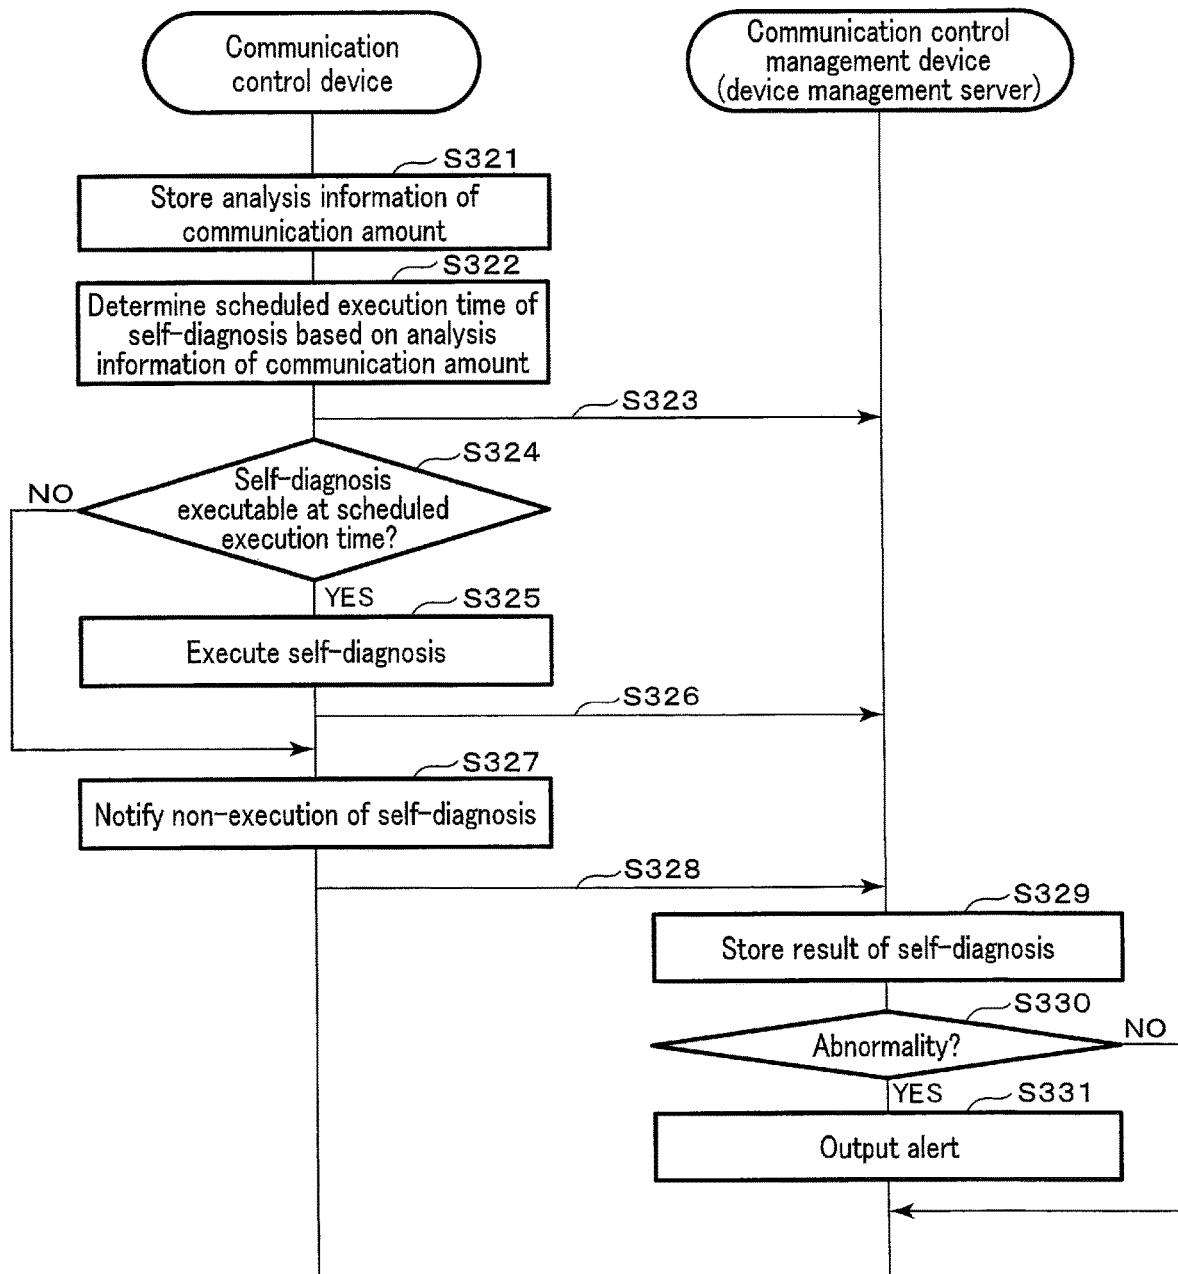 Communication
control device
Communication control
management device
(device management server)
S321
Store analysis information of
communication amount
S322
Determine scheduled execution time of
self-diagnosis based on analysis
information of communication amount
S323
S324
Self-diagnosis
executable at scheduled
execution time?
NO
YES
S325
Execute self-diagnosis
S326
S327
Notify non-execution of self-diagnosis
S328
S329
Store result of self-diagnosis
S330
Abnormality?
NO
YES
S331
Output alert